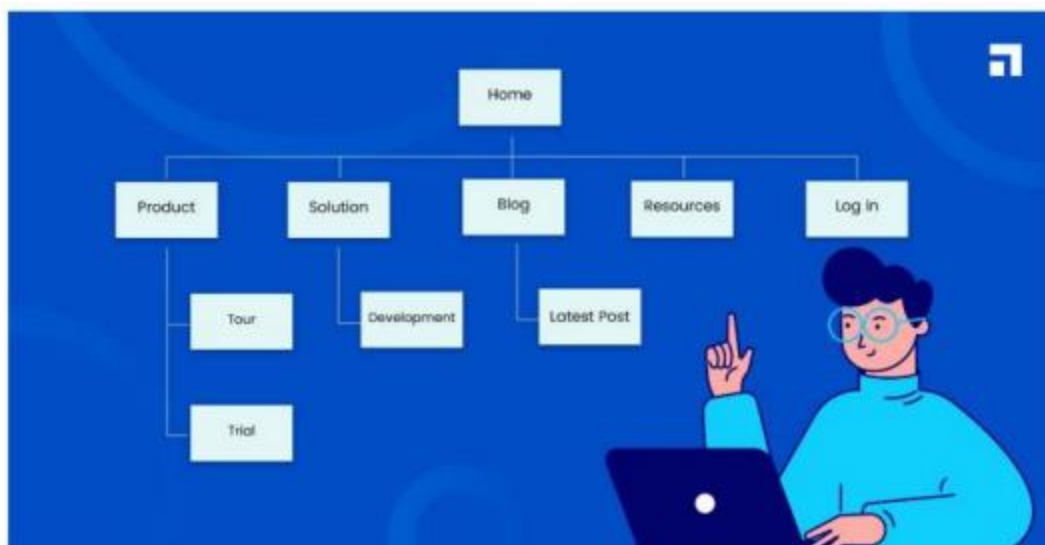 Home
Product
Solution
Blog
Resources
Log In
Tour
Development
Latest Post
Trial